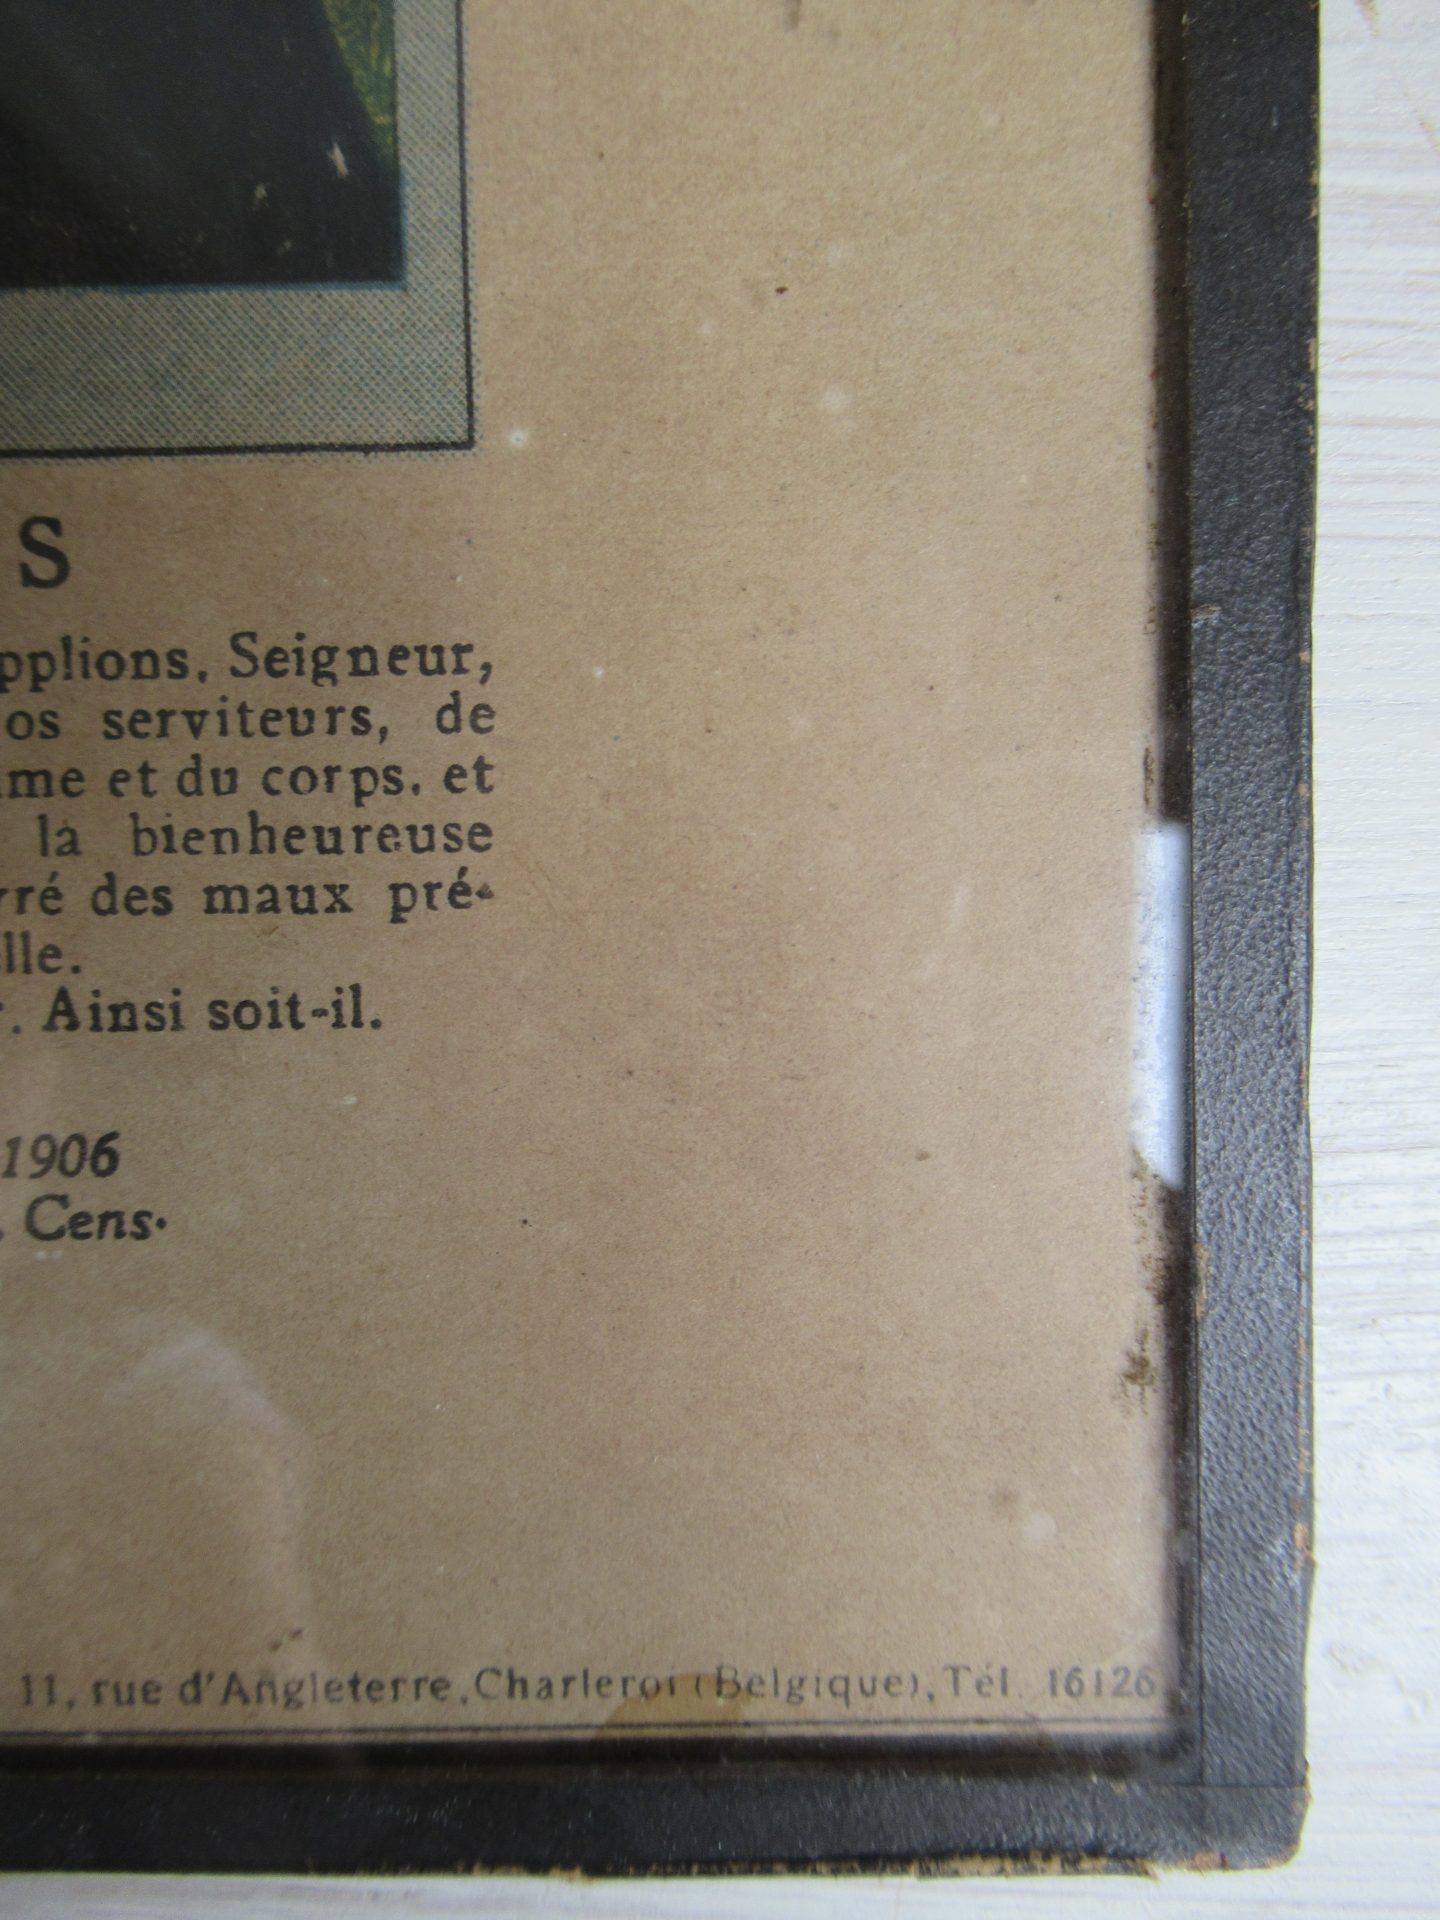 S
pplions, Seigneur,
os serviteurs, de
me et du corps, et
la bienheureuse
ré des maux pré-
lle.
. Ainsi soit-il.
1906
. Cens.
11, rue d'Angleterre, Charleroi (Belgique), Tél. 16126